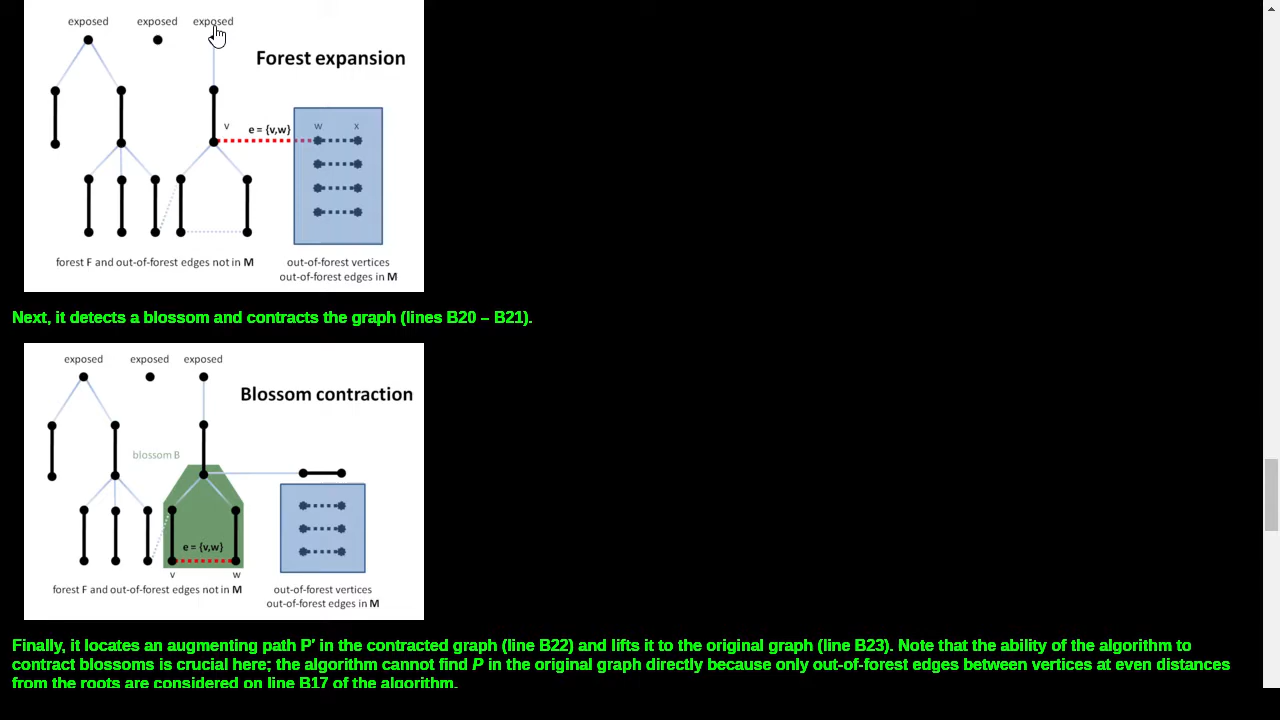 exposed exposed exposed
Forest expansion
v e = {v,w} w x
forest F and out-of-forest edges not in M
out-of-forest vertices
out-of-forest edges in M
Next, it detects a blossom and contracts the graph (lines B20 – B21).
exposed exposed exposed
Blossom contraction
blossom B
e = {v,w}
v w
forest F and out-of-forest edges not in M
out-of-forest vertices
out-of-forest edges in M
Finally, it locates an augmenting path P′ in the contracted graph (line B22) and lifts it to the original graph (line B23). Note that the ability of the algorithm to
contract blossoms is crucial here; the algorithm cannot find P in the original graph directly because only out-of-forest edges between vertices at even distances
from the roots are considered on line B17 of the algorithm.